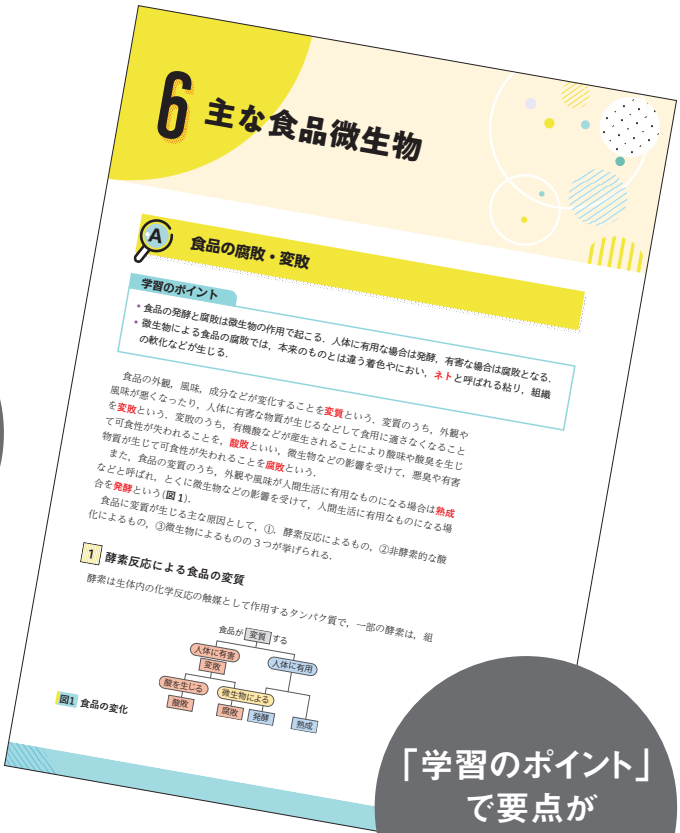 6 主な食品微生物
A 食品の腐敗・変敗
学習のポイント
• 食品の発酵と腐敗は微生物の作用で起こる．人体に有用な場合は発酵，有害な場合は腐敗となる．
• 微生物による食品の腐敗では，本来のものとは違う着色やにおい，ネトと呼ばれる粘り，組織
の軟化などが生じる．
食品の外観，風味，成分などが変化することを変質という．変質のうち，外観や
風味が悪くなったり，人体に有害な物質が生じるなどして食用に適さなくなること
を変敗という．変敗のうち，有機酸などが産生されることにより酸味や酸臭を生じ
て可食性が失われることを，酸敗といい，微生物などの影響を受けて，悪臭や有害
物質が生じて可食性が失われることを腐敗という．
また，食品の変質のうち，外観や風味が人間生活に有用なものになる場合は熟成
などと呼ばれ，とくに微生物などの影響を受けて，人間生活に有用なものになる場
合を発酵という（図1）．
食品に変質が生じる主な原因として，①．酵素反応によるもの，②非酵素的な酸
化によるもの，③微生物によるものの3つが挙げられる．
1 酵素反応による食品の変質
酵素は生体内の化学反応の触媒として作用するタンパク質で，一部の酵素は，組
食品が 変質 する
人体に有害 人体に有用
変敗
酸を生じる 微生物による
酸敗 腐敗 発酵 熟成
図1 食品の変化
「学習のポイント」
で要点が